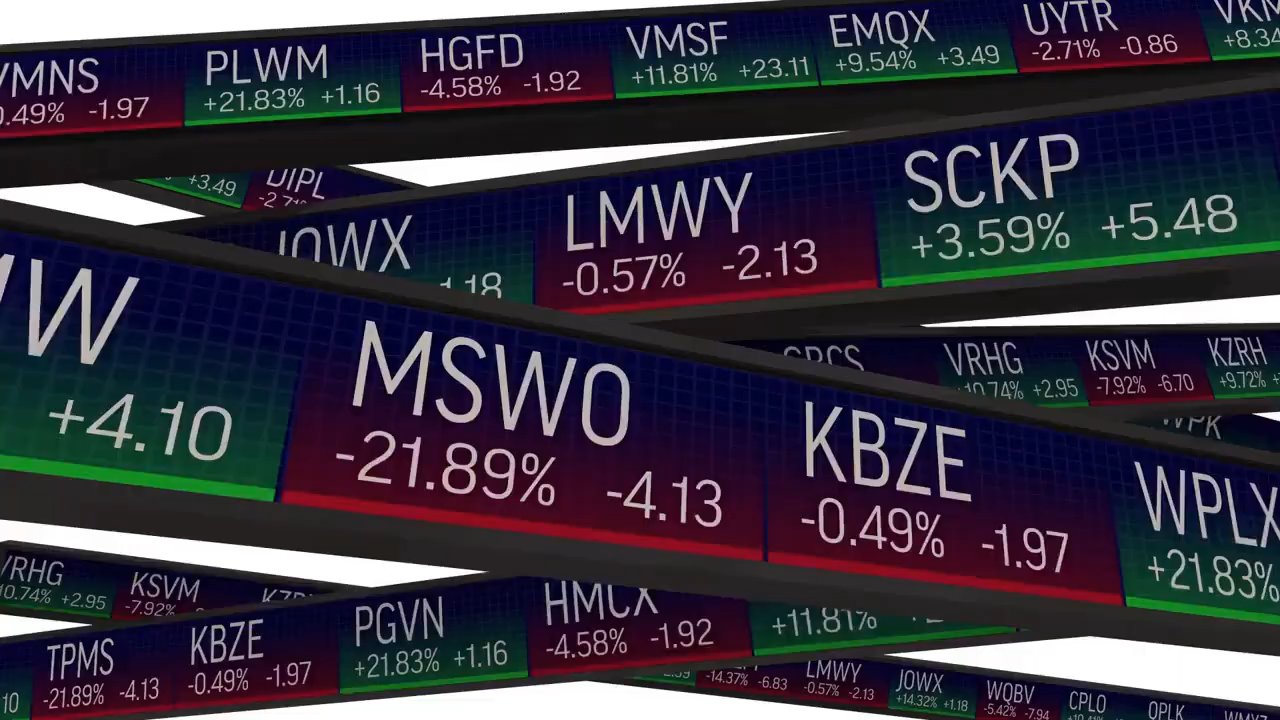 VMNS PLWM HGFD VMSF EMQX UYTR
-1.97 +21.83% +1.16 -4.58% -1.92 +11.81% +23.11 +9.54% +3.49 -2.71% -0.86 +8.34
+3.49 DIPL
JOWX LMWY SCKP
-0.57% -2.13 +3.59% +5.48
MSWO KBZE WPLX
+4.10 -21.89% -4.13 -0.49% -1.97 +21.83%
VRHG KSVM KZRH
+2.95 -7.92% -6.70 +9.72%
WPK
VRHG KSVM
+2.95 -7.92%
TPMS KBZE PGVN HMCX
10 -21.89% -4.13 -0.49% -1.97 +21.83% +1.16 -4.58% -1.92 +11.81%
LMWY JOWX WQBV CPLO OPLK
-14.37% -6.83 -0.57% -2.13 +14.32% +1.18 -5.42% -7.94